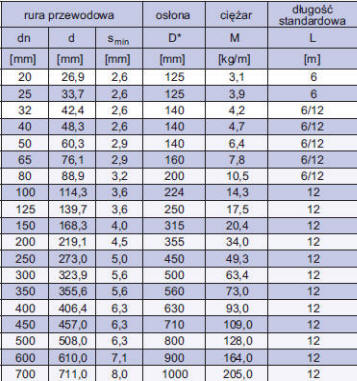 rura przewodowa osłona ciężar długość standardowa
dn d smin D* M L
[mm] [mm] [mm] [mm] [kg/m] [m]
20 26,9 2,6 125 3,1 6
25 33,7 2,6 125 3,9 6
32 42,4 2,6 140 4,2 6/12
40 48,3 2,6 140 4,7 6/12
50 60,3 2,9 140 6,4 6/12
65 76,1 2,9 160 7,8 6/12
80 88,9 3,2 200 10,5 6/12
100 114,3 3,6 224 14,3 12
125 139,7 3,6 250 17,5 12
150 168,3 4,0 315 20,4 12
200 219,1 4,5 355 34,0 12
250 273,0 5,0 450 49,3 12
300 323,9 5,6 500 63,4 12
350 355,6 5,6 560 73,0 12
400 406,4 6,3 630 93,0 12
450 457,0 6,3 710 109,0 12
500 508,0 6,3 800 128,0 12
600 610,0 7,1 900 164,0 12
700 711,0 8,0 1000 205,0 12